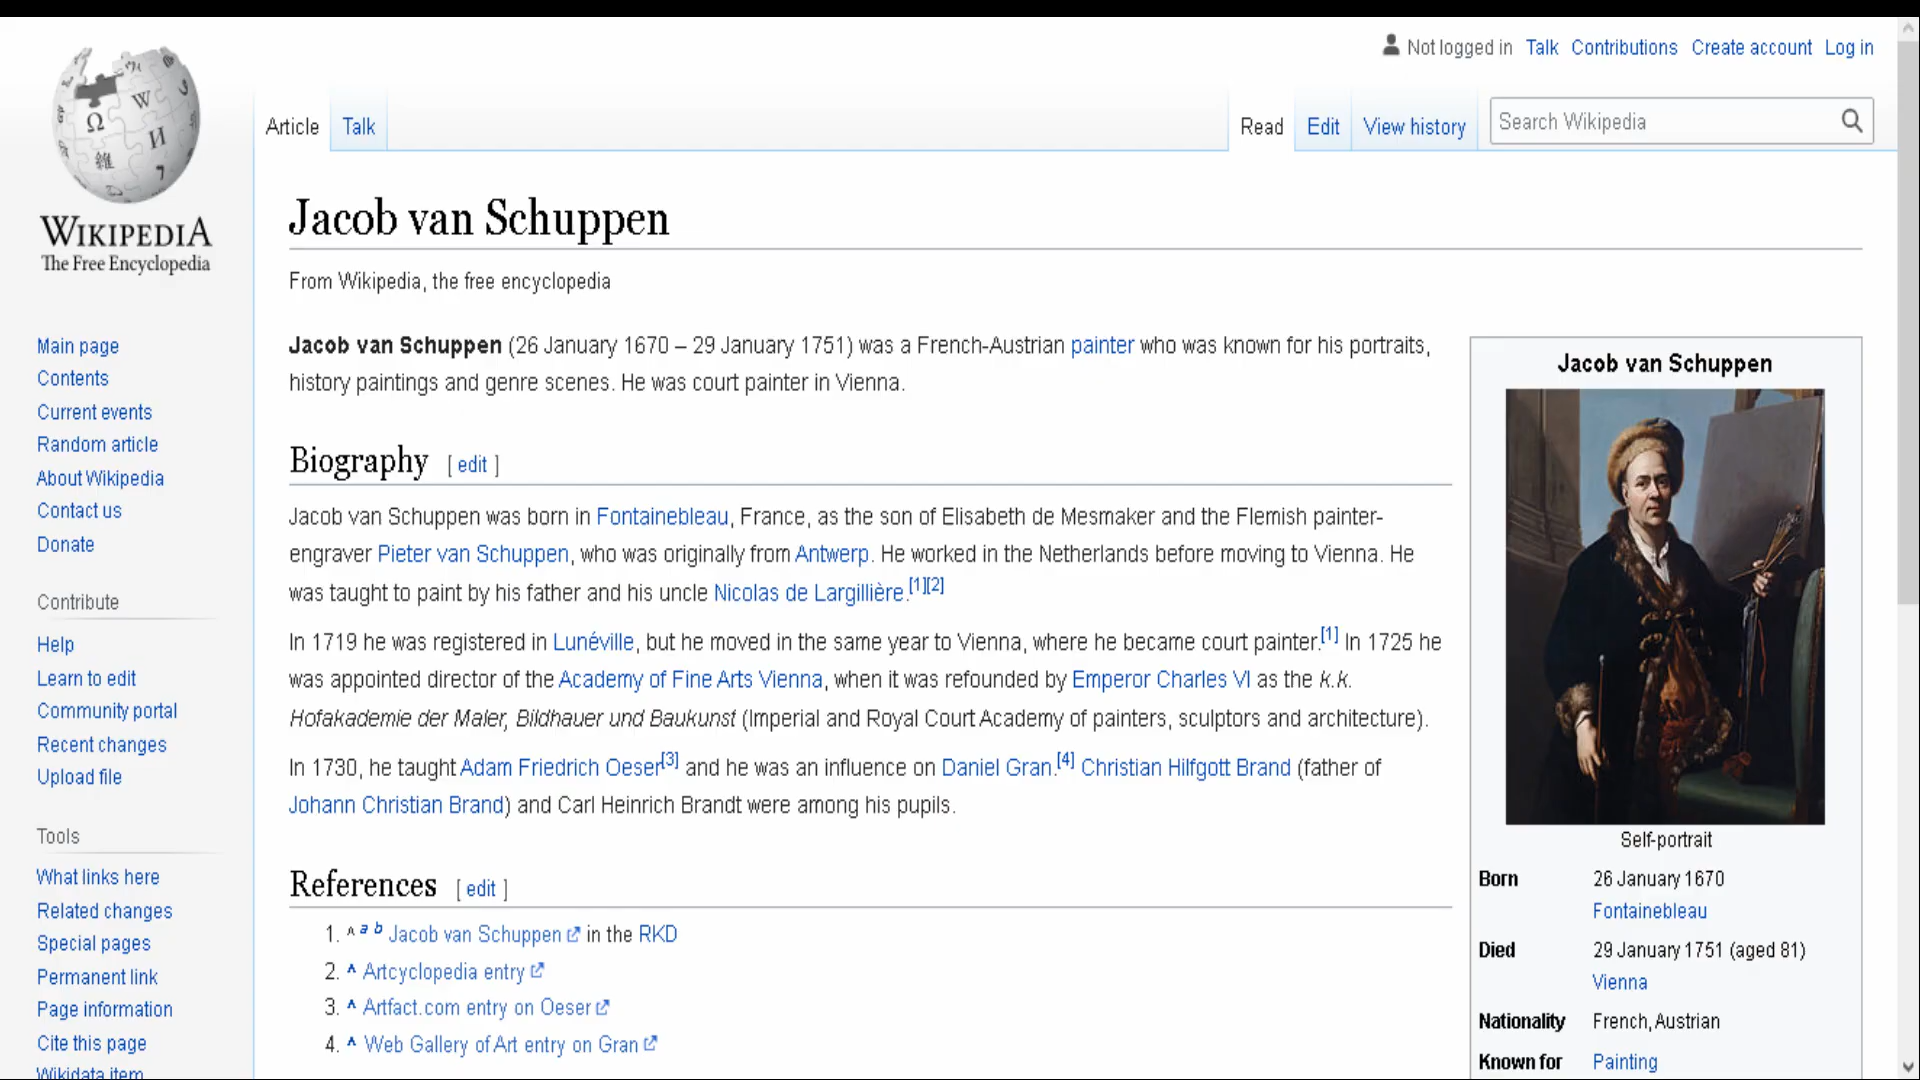 Not logged in Talk Contributions Create account Log in
Article Talk Read Edit View history Search Wikipedia
WIKIPEDIA
The Free Encyclopedia
Main page
Contents
Current events
Random article
About Wikipedia
Contact us
Donate
Contribute
Help
Learn to edit
Community portal
Recent changes
Upload file
Tools
What links here
Related changes
Special pages
Permanent link
Page information
Cite this page
Wikidata item
Jacob van Schuppen
From Wikipedia, the free encyclopedia
Jacob van Schuppen (26 January 1670 – 29 January 1751) was a French-Austrian painter who was known for his portraits,
history paintings and genre scenes. He was court painter in Vienna.
Biography [ edit ]
Jacob van Schuppen was born in Fontainebleau, France, as the son of Elisabeth de Mesmaker and the Flemish painter-
engraver Pieter van Schuppen, who was originally from Antwerp. He worked in the Netherlands before moving to Vienna. He
was taught to paint by his father and his uncle Nicolas de Largillière.[1][2]
In 1719 he was registered in Lunéville, but he moved in the same year to Vienna, where he became court painter.[1] In 1725 he
was appointed director of the Academy of Fine Arts Vienna, when it was refounded by Emperor Charles VI as the k.k.
Hofakademie der Maler, Bildhauer und Baukunst (Imperial and Royal Court Academy of painters, sculptors and architecture).
In 1730, he taught Adam Friedrich Oeser[3] and he was an influence on Daniel Gran.[4] Christian Hilfgott Brand (father of
Johann Christian Brand) and Carl Heinrich Brandt were among his pupils.
References [ edit ]
1. ^ a b Jacob van Schuppen in the RKD
2. ^ Artcyclopedia entry
3. ^ Artfact.com entry on Oeser
4. ^ Web Gallery of Art entry on Gran
Jacob van Schuppen
Self-portrait
Born 26 January 1670
Fontainebleau
Died 29 January 1751 (aged 81)
Vienna
Nationality French, Austrian
Known for Painting